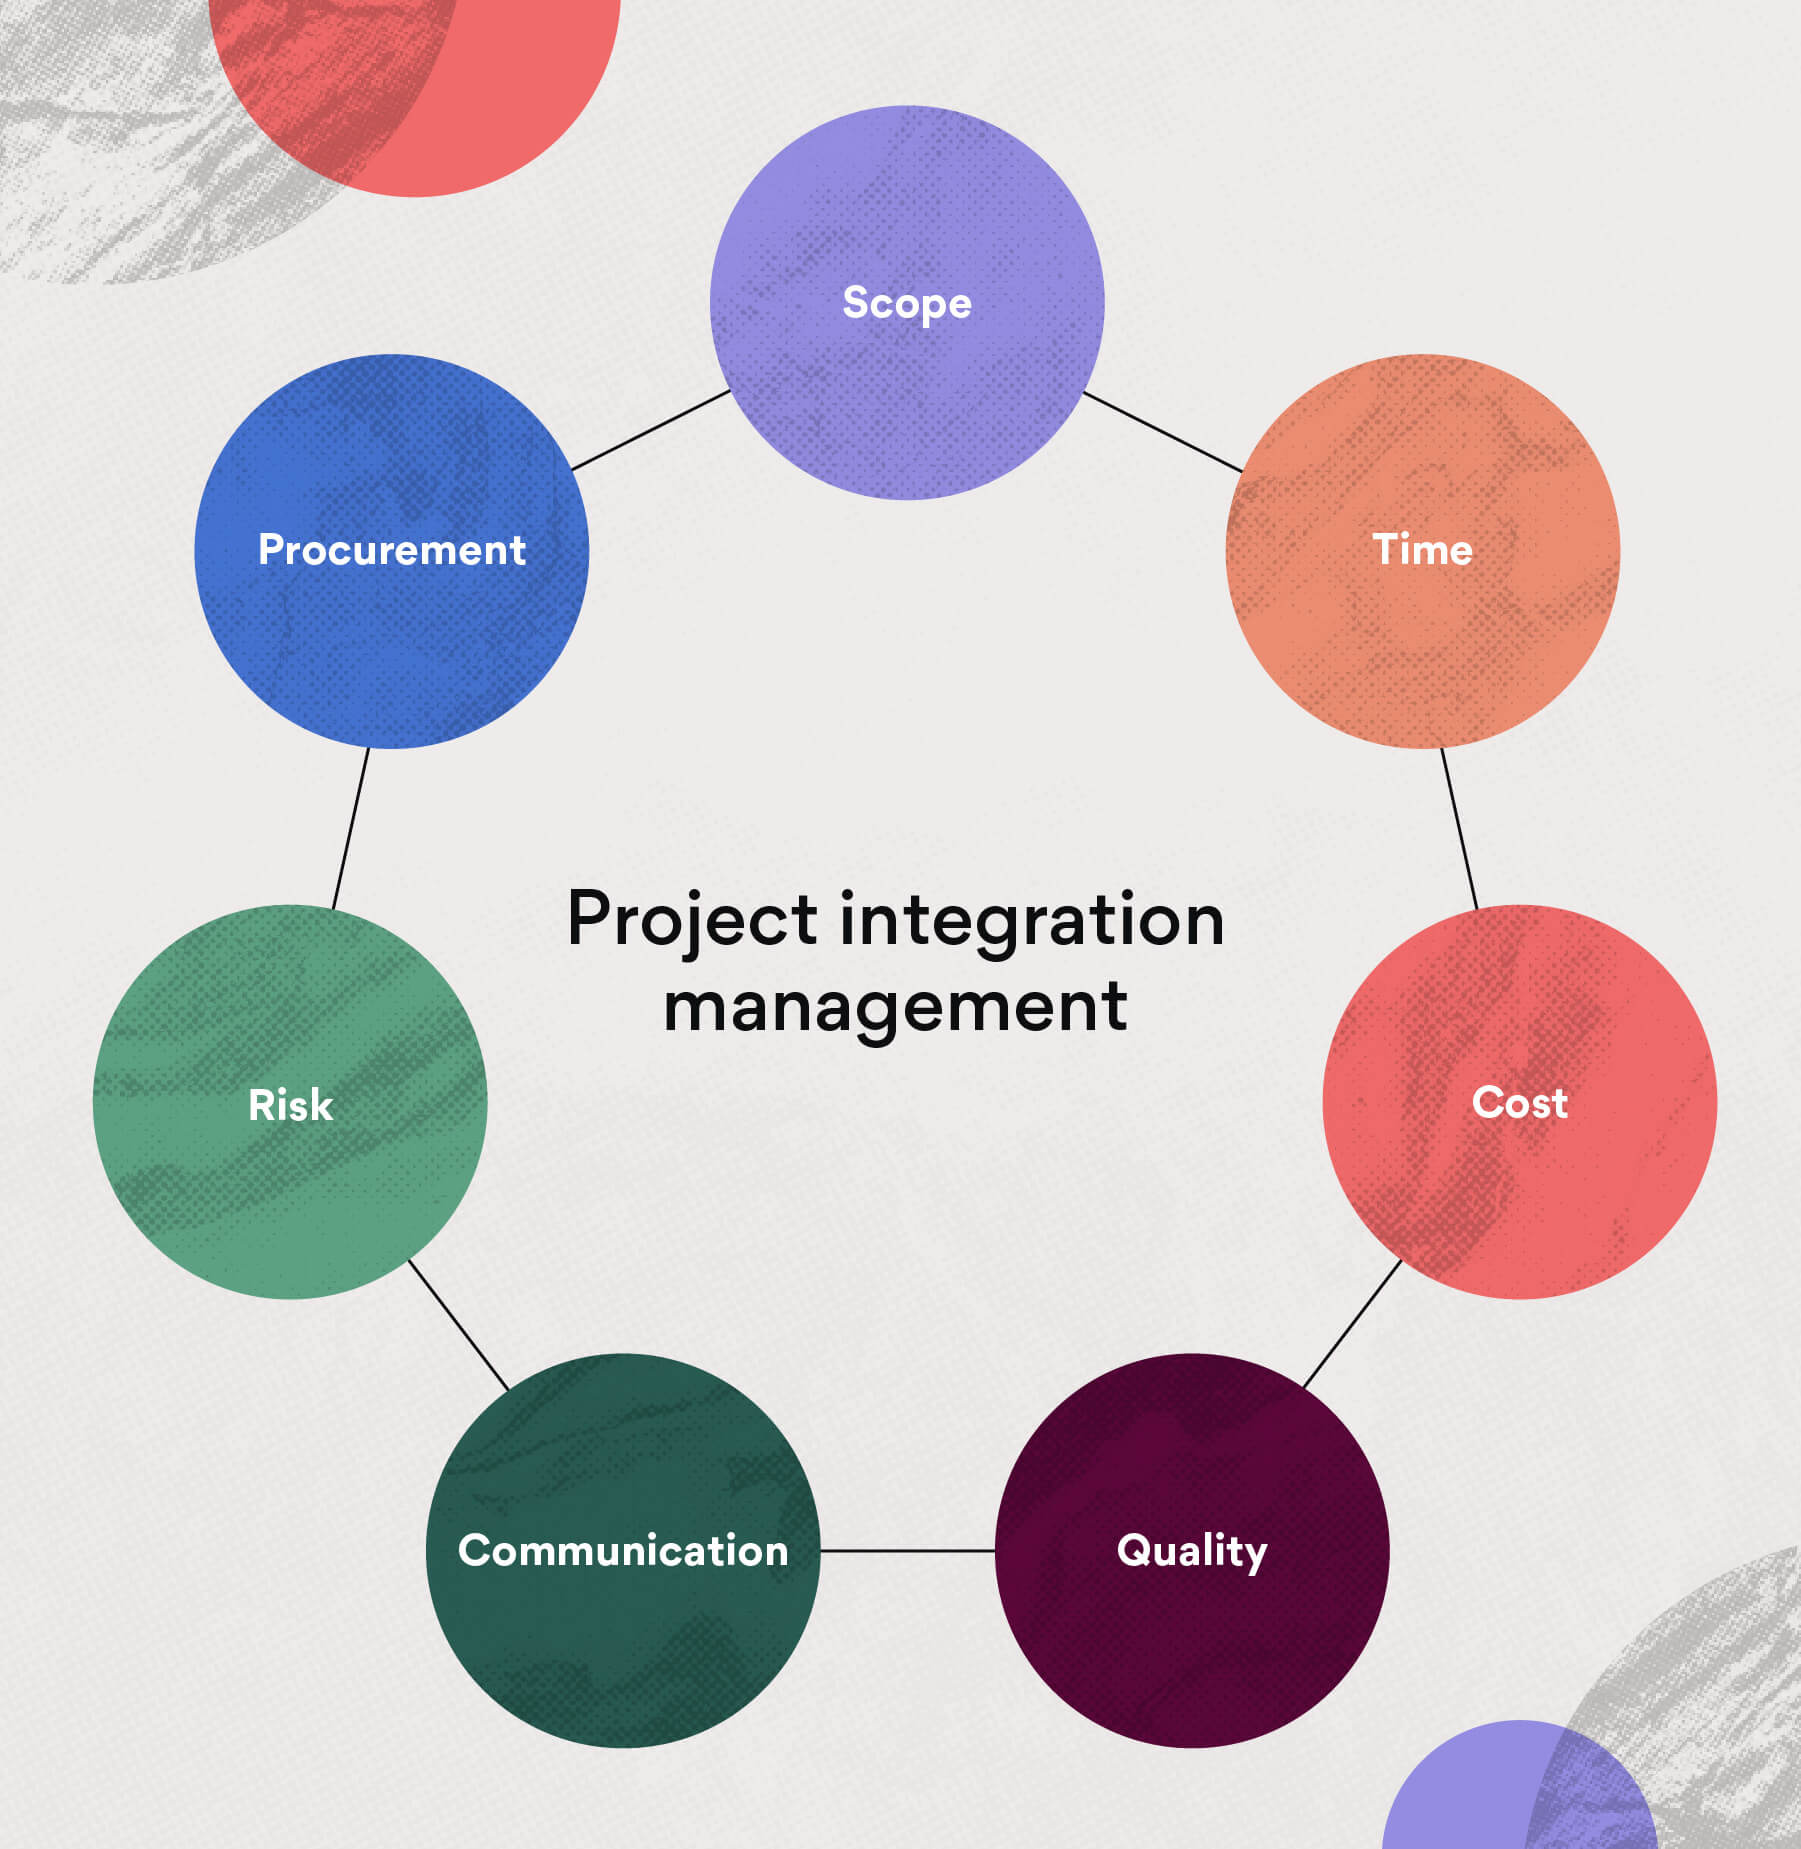 Scope
Time
Cost
Quality
Communication
Risk
Procurement
Project integration
management